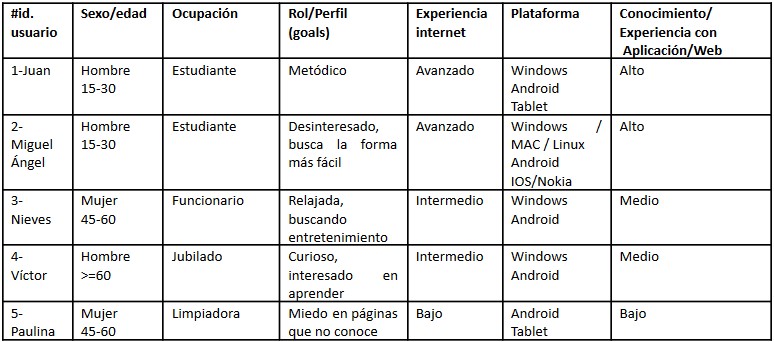 #id. usuario Sexo/edad Ocupación Rol/Perfil (goals) Experiencia internet Plataforma Conocimiento/ Experiencia con Aplicación/Web
1-Juan Hombre 15-30 Estudiante Metódico Avanzado Windows Android Tablet Alto
2- Miguel Ángel Hombre 15-30 Estudiante Desinteresado, busca la forma más fácil Avanzado Windows / MAC / Linux Android IOS/Nokia Alto
3- Nieves Mujer 45-60 Funcionario Relajada, buscando entretenimiento Intermedio Windows Android Medio
4- Víctor Hombre >=60 Jubilado Curioso, interesado en aprender Intermedio Windows Android Medio
5- Paulina Mujer 45-60 Limpiadora Miedo en páginas que no conoce Bajo Android Tablet Bajo